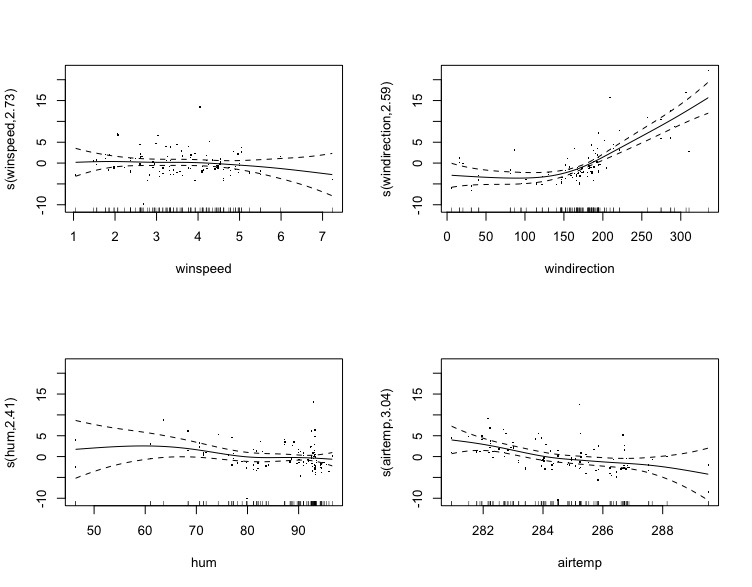 s(winspeed,2.73)
15
5
0
-10
1 2 3 4 5 6 7
winspeed
s(windirection,2.59)
15
5
0
-10
0 50 100 150 200 250 300
windirection
s(hum,2.41)
15
5
0
-10
50 60 70 80 90
hum
s(airtemp,3.04)
15
5
0
-10
282 284 286 288
airtemp